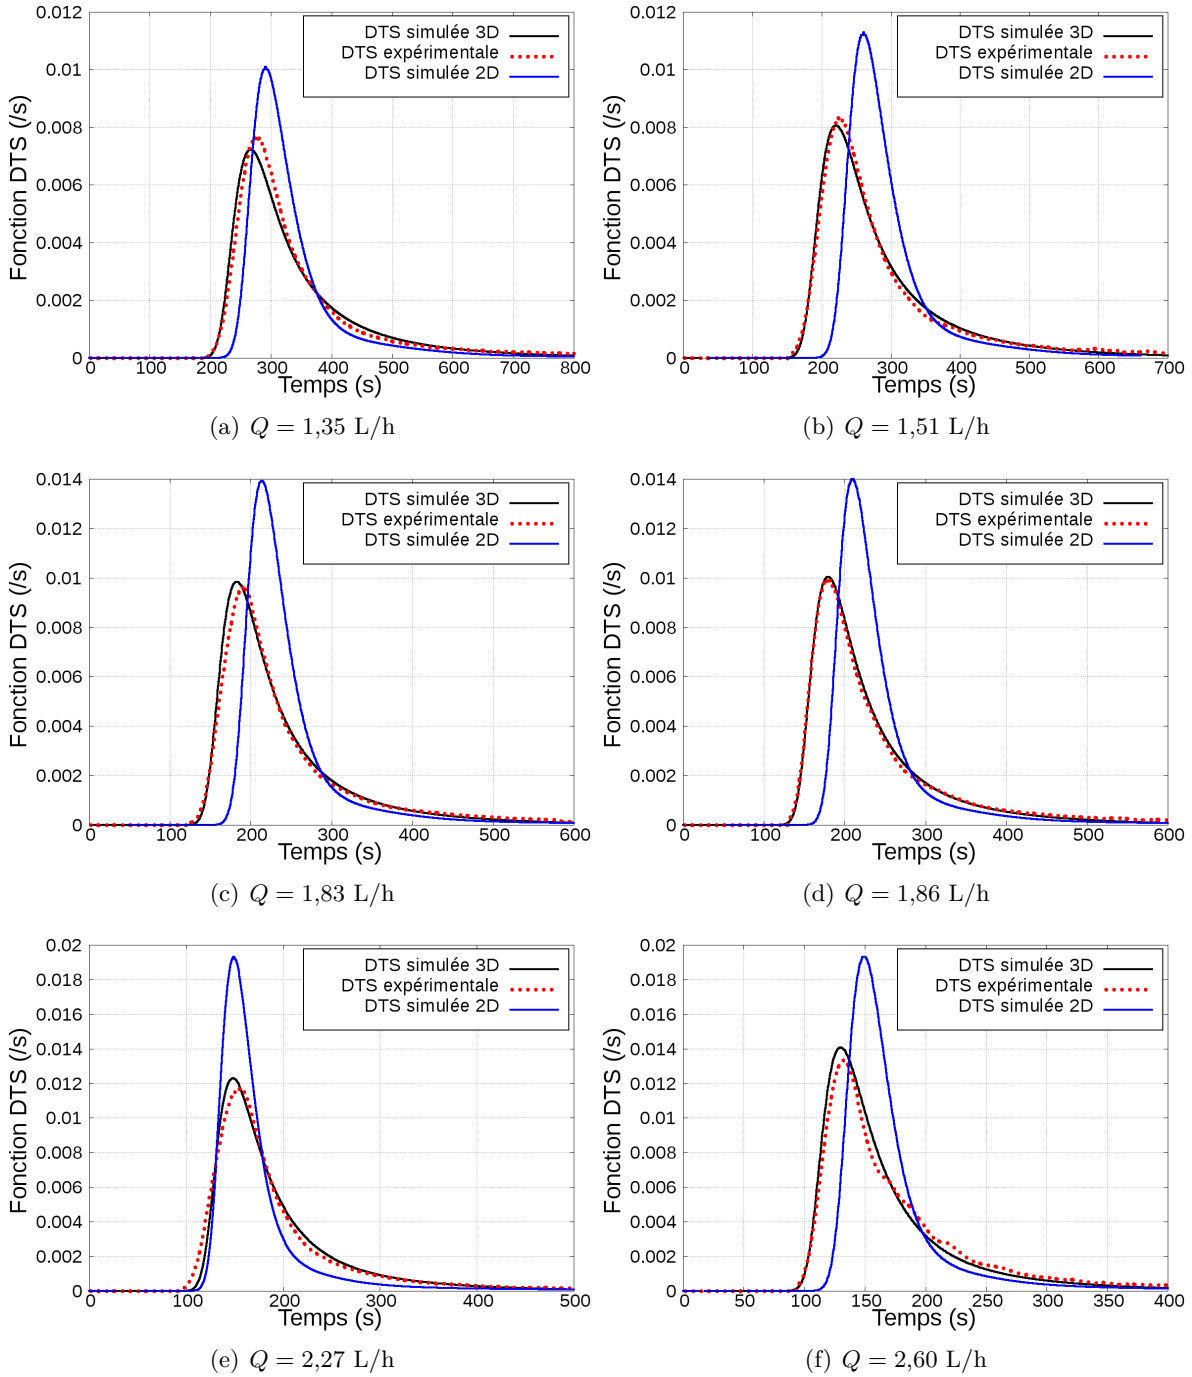 0.012
0.01
0.008
0.006
0.004
0.002
0
Fonction DTS (/s)
DTS simulée 3D
DTS expérimentale
DTS simulée 2D
0 100 200 300 400 500 600 700 800
Temps (s)
(a) Q = 1,35 L/h
0.012
0.01
0.008
0.006
0.004
0.002
0
Fonction DTS (/s)
DTS simulée 3D
DTS expérimentale
DTS simulée 2D
0 100 200 300 400 500 600 700
Temps (s)
(b) Q = 1,51 L/h
0.014
0.012
0.01
0.008
0.006
0.004
0.002
0
Fonction DTS (/s)
DTS simulée 3D
DTS expérimentale
DTS simulée 2D
0 100 200 300 400 500 600
Temps (s)
(c) Q = 1,83 L/h
0.014
0.012
0.01
0.008
0.006
0.004
0.002
0
Fonction DTS (/s)
DTS simulée 3D
DTS expérimentale
DTS simulée 2D
0 100 200 300 400 500 600
Temps (s)
(d) Q = 1,86 L/h
0.02
0.018
0.016
0.014
0.012
0.01
0.008
0.006
0.004
0.002
0
Fonction DTS (/s)
DTS simulée 3D
DTS expérimentale
DTS simulée 2D
0 100 200 300 400 500
Temps (s)
(e) Q = 2,27 L/h
0.02
0.018
0.016
0.014
0.012
0.01
0.008
0.006
0.004
0.002
0
Fonction DTS (/s)
DTS simulée 3D
DTS expérimentale
DTS simulée 2D
0 50 100 150 200 250 300 350 400
Temps (s)
(f) Q = 2,60 L/h